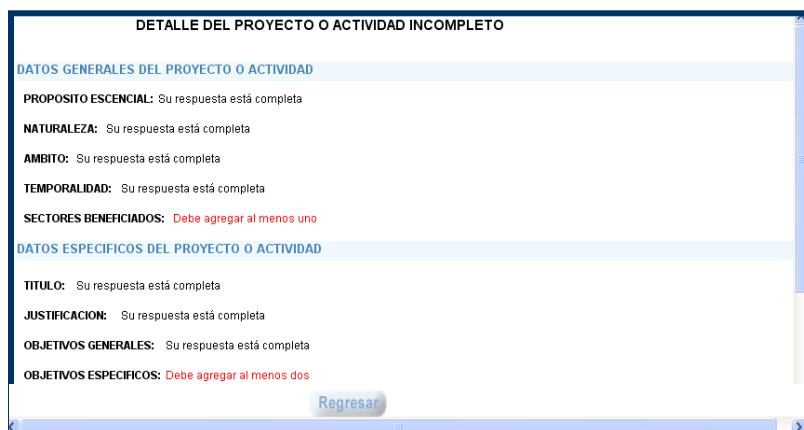 DETALLE DEL PROYECTO O ACTIVIDAD INCOMPLETO
DATOS GENERALES DEL PROYECTO O ACTIVIDAD
PROPOSITO ESCENCIAL: Su respuesta está completa
NATURALEZA: Su respuesta está completa
AMBITO: Su respuesta está completa
TEMPORALIDAD: Su respuesta está completa
SECTORES BENEFICIADOS: Debe agregar al menos uno
DATOS ESPECIFICOS DEL PROYECTO O ACTIVIDAD
TITULO: Su respuesta está completa
JUSTIFICACION: Su respuesta está completa
OBJETIVOS GENERALES: Su respuesta está completa
OBJETIVOS ESPECIFICOS: Debe agregar al menos dos
Regresar